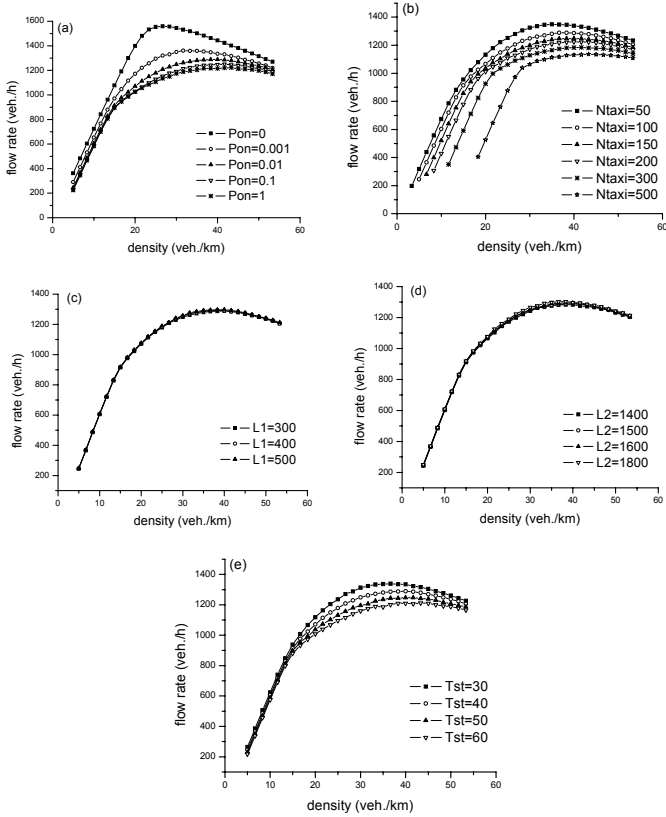 (a)
1600
1400
1200
1000
800
600
400
200
0
0 20 40 60
flow rate (veh./h)
density (veh./km)
Pon=0
Pon=0.001
Pon=0.01
Pon=0.1
Pon=1
(b)
1400
1200
1000
800
600
400
200
0
0 20 40 60
flow rate (veh./h)
density (veh./km)
Ntaxi=50
Ntaxi=100
Ntaxi=150
Ntaxi=200
Ntaxi=300
Ntaxi=500
(c)
1400
1200
1000
800
600
400
200
0 10 20 30 40 50 60
flow rate (veh./h)
density (veh./km)
L1=300
L1=400
L1=500
(d)
1400
1200
1000
800
600
400
200
0 10 20 30 40 50 60
flow rate (veh./h)
density (veh./km)
L2=1400
L2=1500
L2=1600
L2=1800
(e)
1400
1200
1000
800
600
400
200
0 10 20 30 40 50 60
flow rate (veh./h)
density (veh./km)
Tst=30
Tst=40
Tst=50
Tst=60